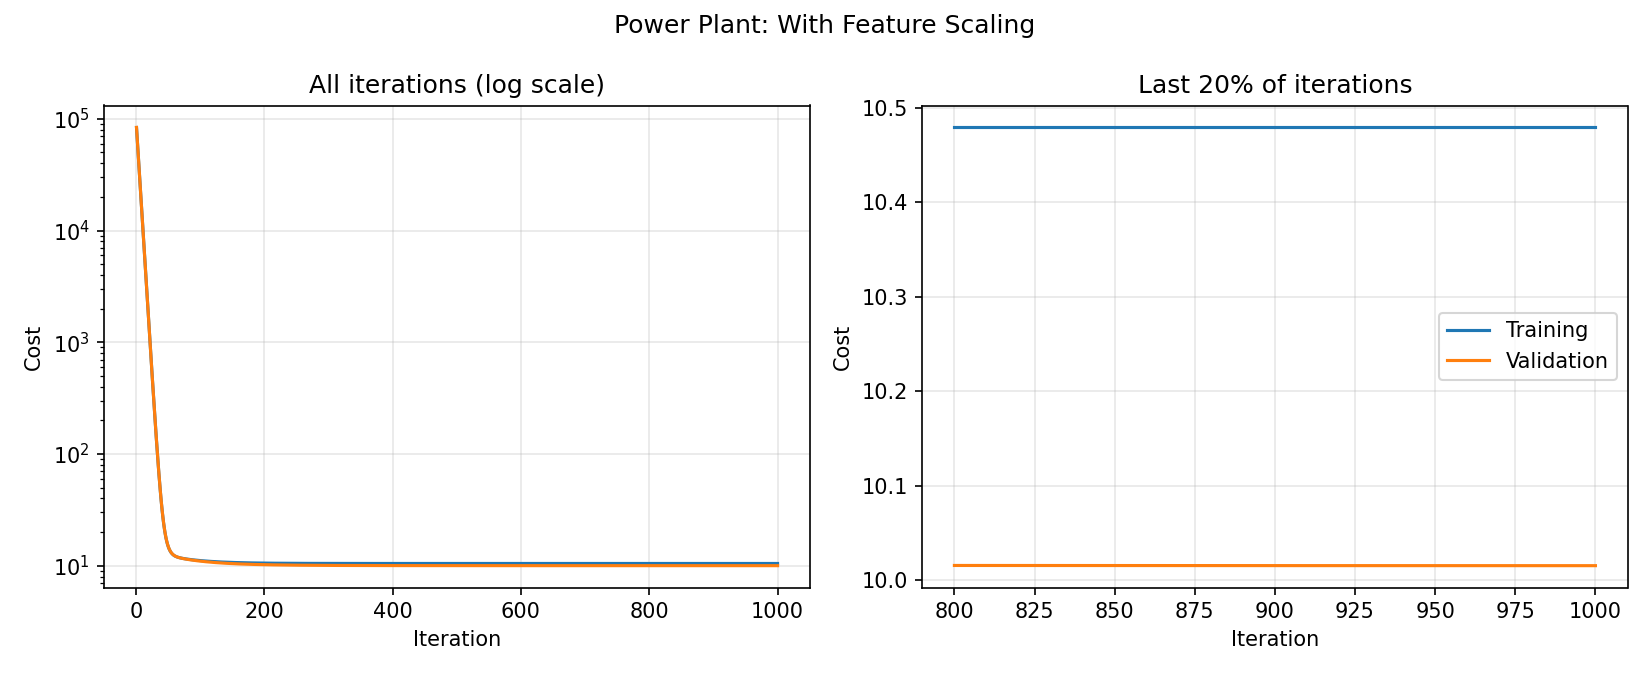 Power Plant: With Feature Scaling
All iterations (log scale)
10^5
10^4
10^3
10^2
10^1
Cost
0 200 400 600 800 1000
Iteration
Last 20% of iterations
10.5
10.4
10.3
10.2
10.1
10.0
Cost
Training
Validation
800 825 850 875 900 925 950 975 1000
Iteration